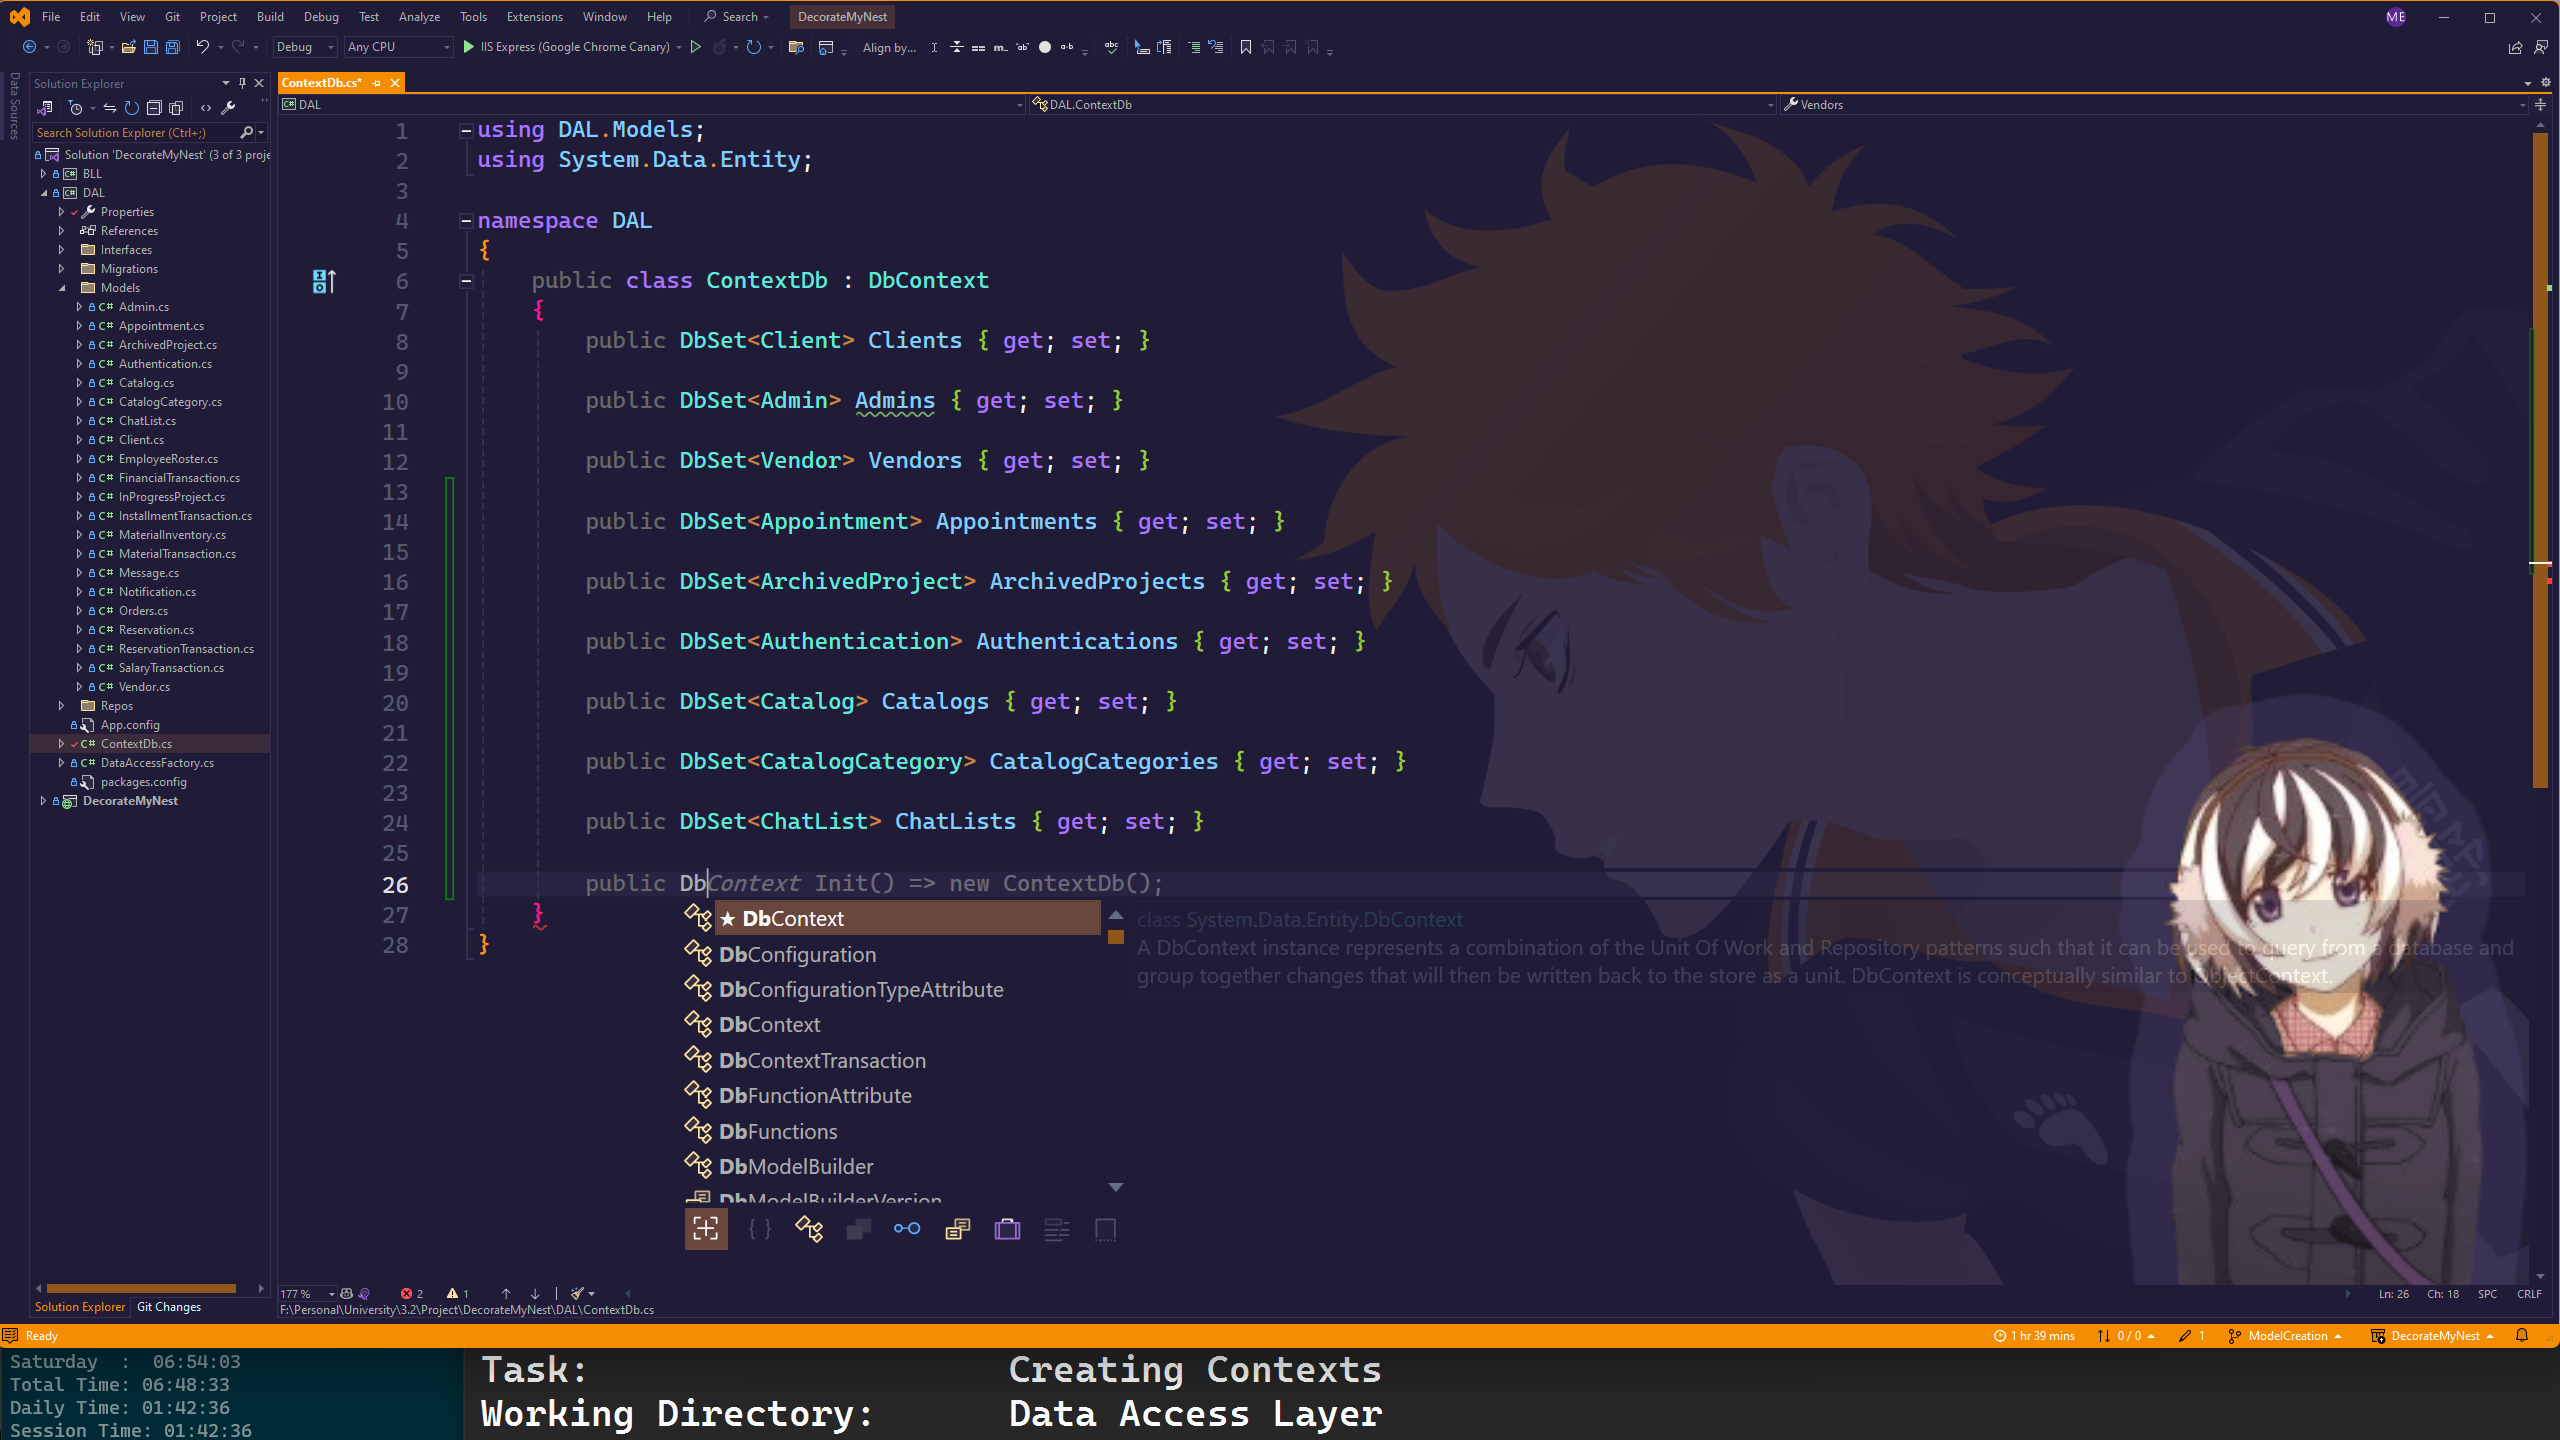 File Edit View Git Project Build Debug Test Analyze Tools Extensions Window Help Search DecorateMyNest ME
Debug Any CPU IIS Express (Google Chrome Canary) Align by...
Data Sources
Solution Explorer
Search Solution Explorer (Ctrl+;)
Solution 'DecorateMyNest' (3 of 3 proje
BLL
DAL
Properties
References
Interfaces
Migrations
Models
C# Admin.cs
C# Appointment.cs
C# ArchivedProject.cs
C# Authentication.cs
C# Catalog.cs
C# CatalogCategory.cs
C# ChatList.cs
C# Client.cs
C# EmployeeRoster.cs
C# FinancialTransaction.cs
C# InProgressProject.cs
C# InstallmentTransaction.cs
C# MaterialInventory.cs
C# MaterialTransaction.cs
C# Message.cs
C# Notification.cs
C# Orders.cs
C# Reservation.cs
C# ReservationTransaction.cs
C# SalaryTransaction.cs
C# Vendor.cs
Repos
App.config
C# ContextDb.cs
C# DataAccessFactory.cs
packages.config
DecorateMyNest
Solution Explorer Git Changes
ContextDb.cs*
DAL DAL.ContextDb Vendors
1 using DAL.Models;
2 using System.Data.Entity;
3
4 namespace DAL
5 {
6 public class ContextDb : DbContext
7 {
8 public DbSet<Client> Clients { get; set; }
9
10 public DbSet<Admin> Admins { get; set; }
11
12 public DbSet<Vendor> Vendors { get; set; }
13
14 public DbSet<Appointment> Appointments { get; set; }
15
16 public DbSet<ArchivedProject> ArchivedProjects { get; set; }
17
18 public DbSet<Authentication> Authentications { get; set; }
19
20 public DbSet<Catalog> Catalogs { get; set; }
21
22 public DbSet<CatalogCategory> CatalogCategories { get; set; }
23
24 public DbSet<ChatList> ChatLists { get; set; }
25
26 public DbContext Init() => new ContextDb();
27 }
28 }
★ DbContext
DbConfiguration
DbConfigurationTypeAttribute
DbContext
DbContextTransaction
DbFunctionAttribute
DbFunctions
DbModelBuilder
DbModelBuilderVersion
class System.Data.Entity.DbContext
A DbContext instance represents a combination of the Unit Of Work and Repository patterns such that it can be used to query from a database and
group together changes that will then be written back to the store as a unit. DbContext is conceptually similar to ObjectContext.
177 % 2 1 Ln: 26 Ch: 18 SPC CRLF
F:\Personal\University\3.2\Project\DecorateMyNest\DAL\ContextDb.cs
Ready 1 hr 39 mins 0 / 0 1 ModelCreation DecorateMyNest
Saturday : 06:54:03
Total Time: 06:48:33
Daily Time: 01:42:36
Session Time: 01:42:36
Task: Creating Contexts
Working Directory: Data Access Layer